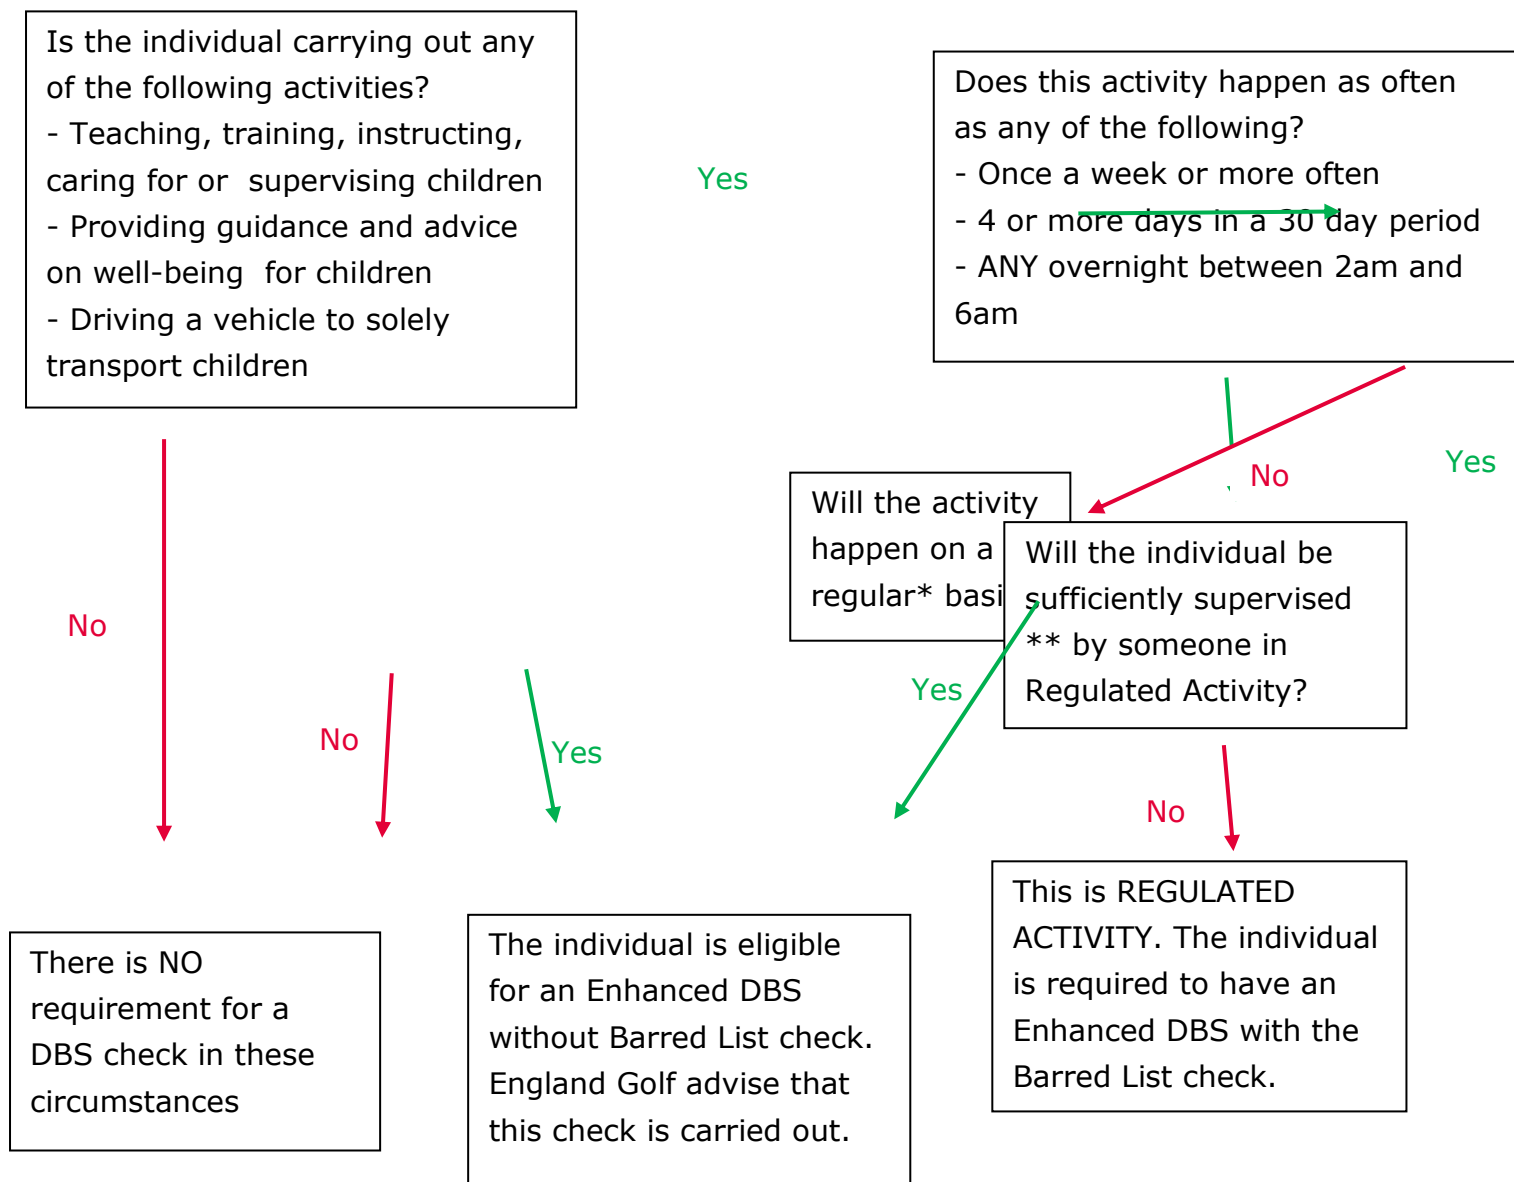 Is the individual carrying out any
of the following activities?
- Teaching, training, instructing,
caring for or  supervising children
- Providing guidance and advice
on well-being  for children
- Driving a vehicle to solely
transport children
Yes
Does this activity happen as often
as any of the following?
- Once a week or more often
- 4 or more days in a 30 day period
- ANY overnight between 2am and
6am
No
Yes
Will the activity
happen on a
regular* basi
Will the individual be
sufficiently supervised
** by someone in
Regulated Activity?
No
Yes
No
Yes
No
There is NO
requirement for a
DBS check in these
circumstances
The individual is eligible
for an Enhanced DBS
without Barred List check.
England Golf advise that
this check is carried out.
This is REGULATED
ACTIVITY. The individual
is required to have an
Enhanced DBS with the
Barred List check.